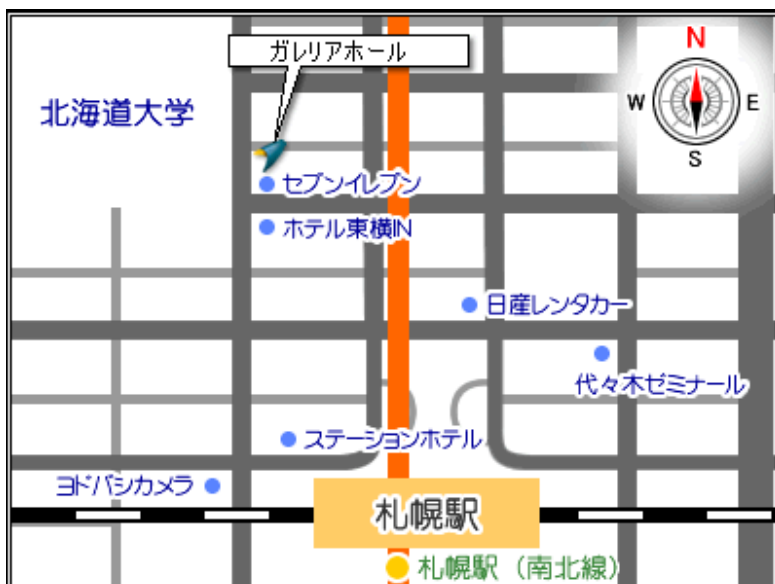 ガレリアホール
N
W
E
S
北海道大学
セブンイレブン
ホテル東横IN
日産レンタカー
代々木ゼミナール
ステーションホテル
ヨドバシカメラ
札幌駅
札幌駅（南北線）